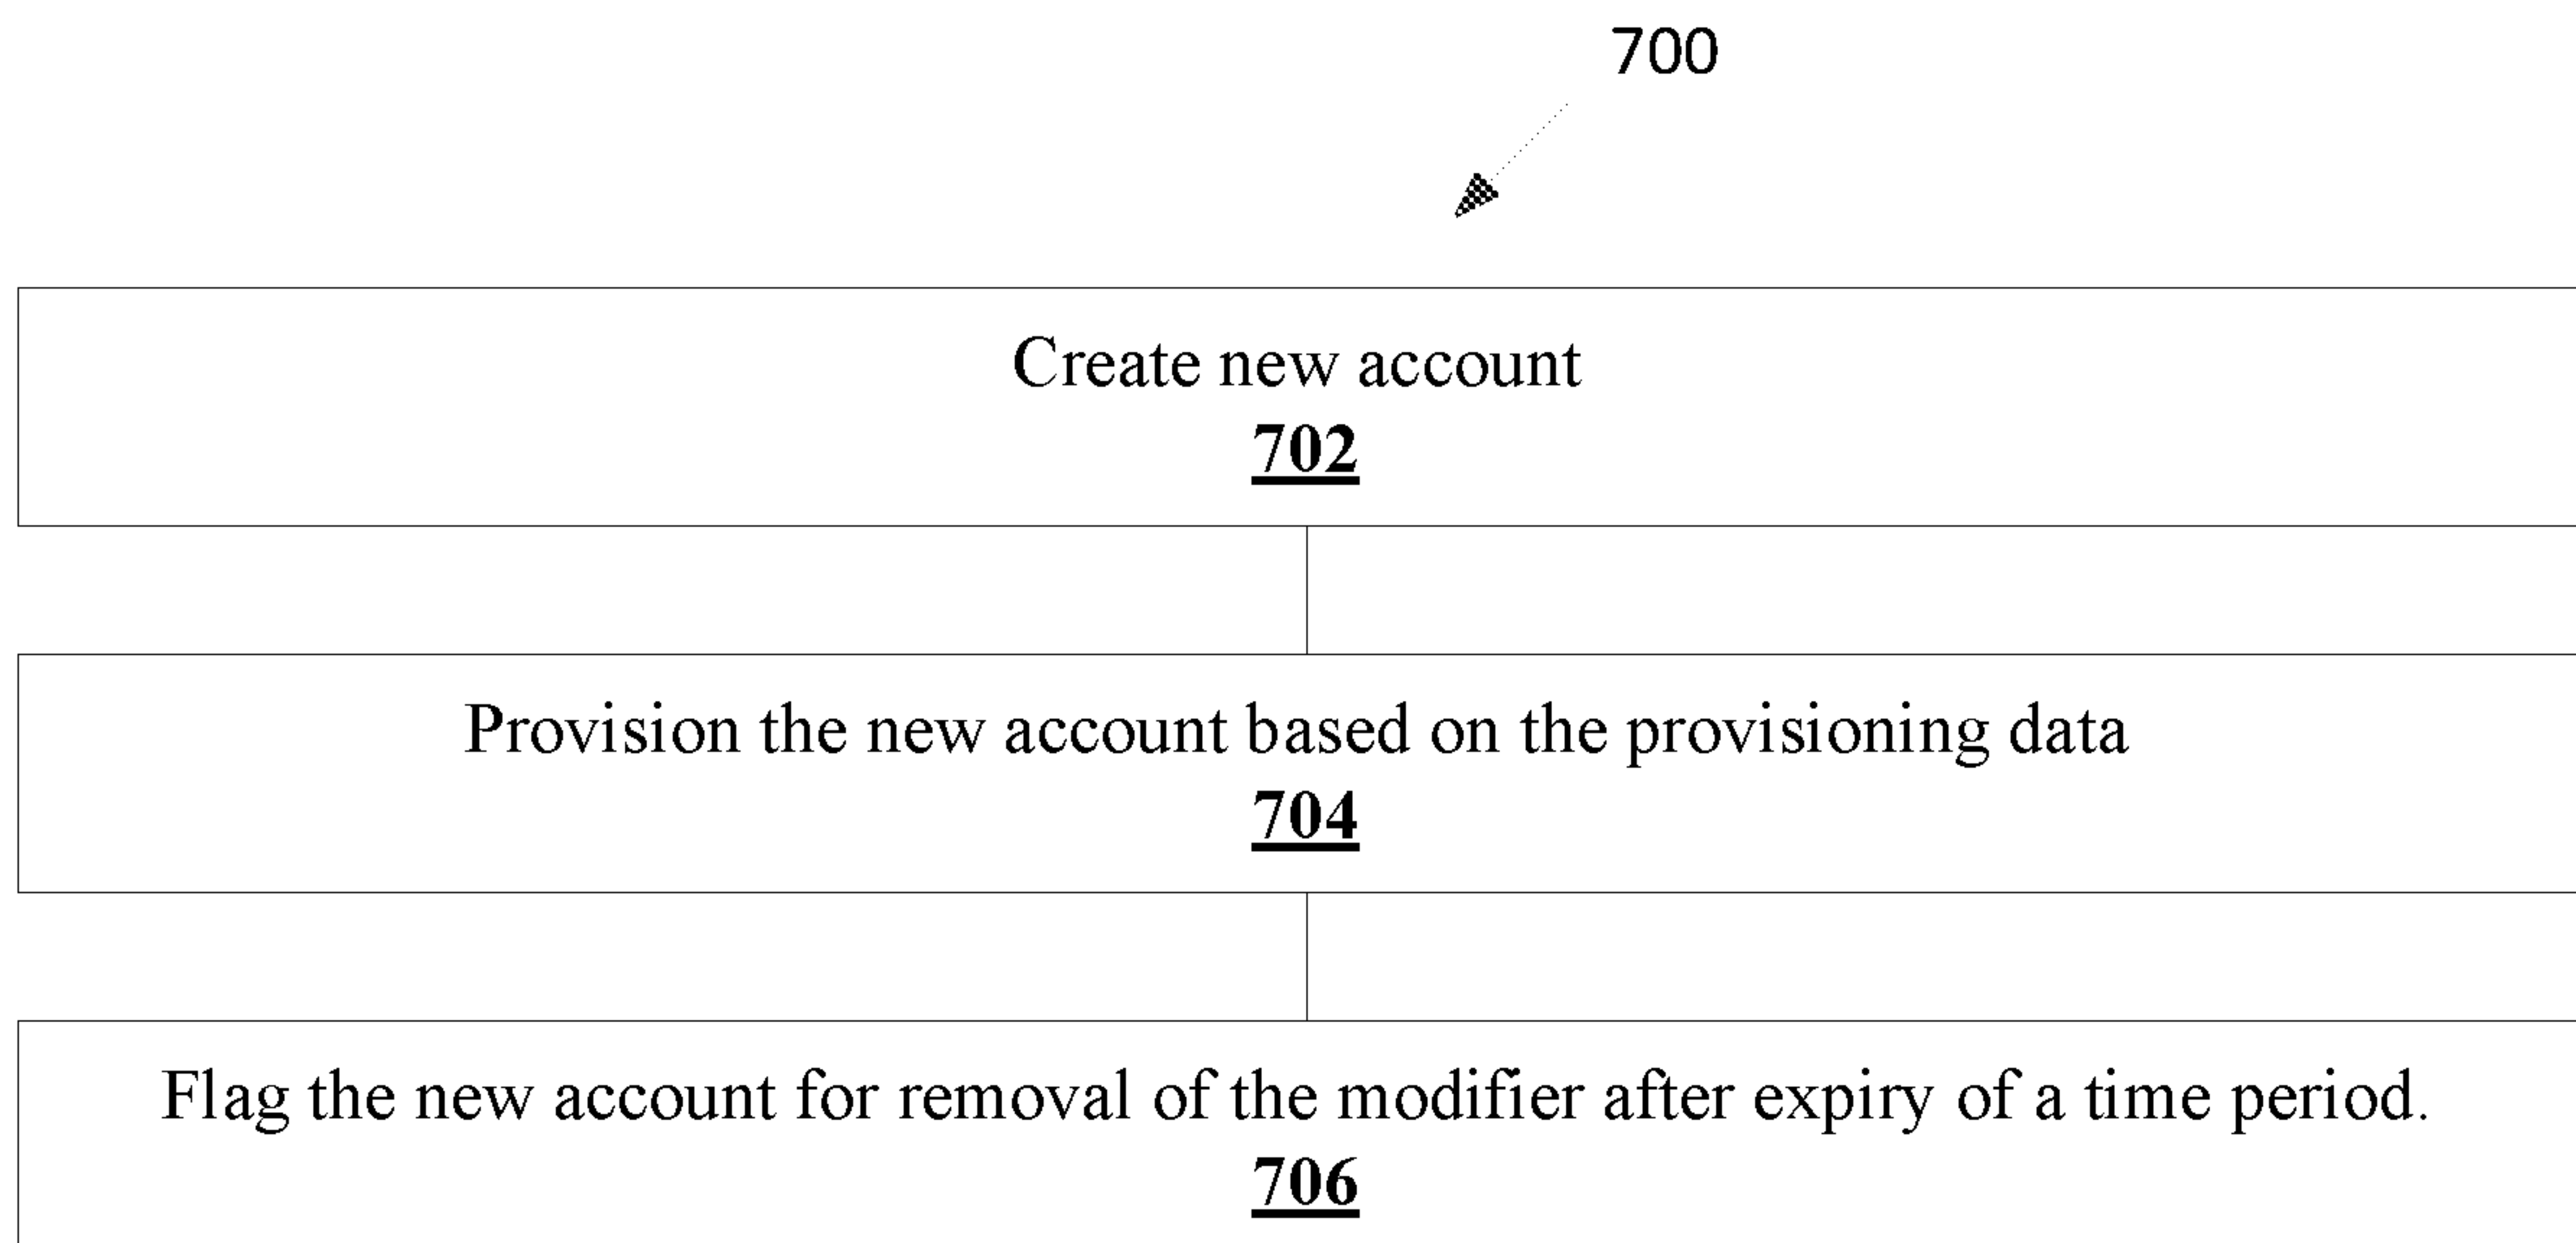 700
Create new account
702
Provision the new account based on the provisioning data
704
Flag the new account for removal of the modifier after expiry of a time period.
706